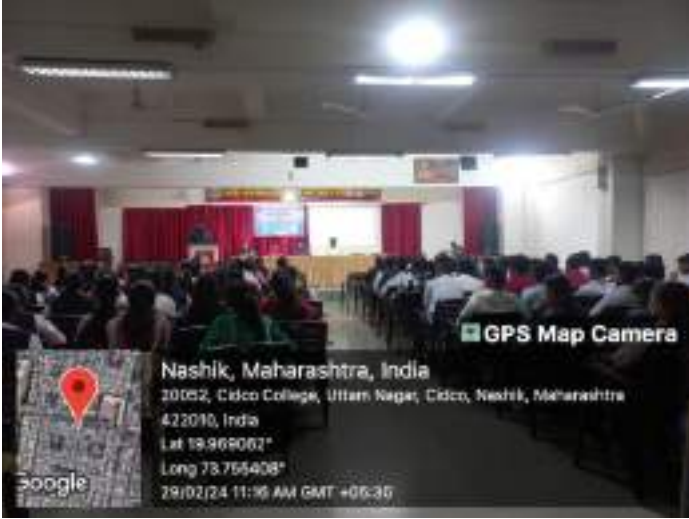 GPS Map Camera
Nashik, Maharashtra, India
20052, Cidco College, Uttam Nagar, Cidco, Nashik, Maharashtra
422010, India
Lat 19.969062°
Long 73.755408°
29/02/24 11:16 AM GMT +05:30
Google